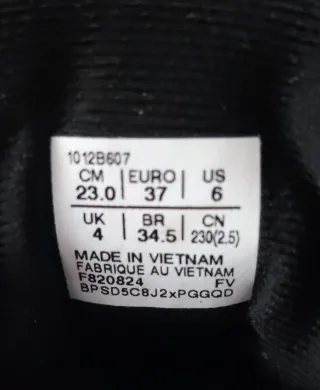 1012B607
CM EURO US
23.0 37 6
UK BR CN
4 34.5 230(2.5)
MADE IN VIETNAM
FABRIQUE AU VIETNAM
F820824 FV
BPSD5C8J2xPGGQD